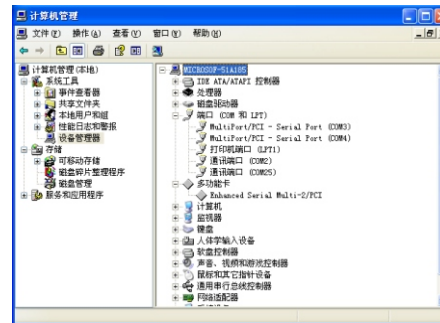 计算机管理
文件(F) 操作(A) 查看(V) 窗口(W) 帮助(H)
计算机管理(本地)
系统工具
事件查看器
共享文件夹
本地用户和组
性能日志和警报
设备管理器
存储
可移动存储
磁盘碎片整理程序
磁盘管理
服务和应用程序
MICROSOF-51A185
IDE ATA/ATAPI 控制器
处理器
磁盘驱动器
端口 (COM 和 LPT)
MultiPort/PCI - Serial Port (COM3)
MultiPort/PCI - Serial Port (COM4)
打印机端口 (LPT1)
通讯端口 (COM2)
通讯端口 (COM25)
多功能卡
Enhanced Serial Multi-2/PCI
计算机
监视器
键盘
人体学输入设备
软盘控制器
声音、视频和游戏控制器
鼠标和其它指针设备
通用串行总线控制器
网络适配器